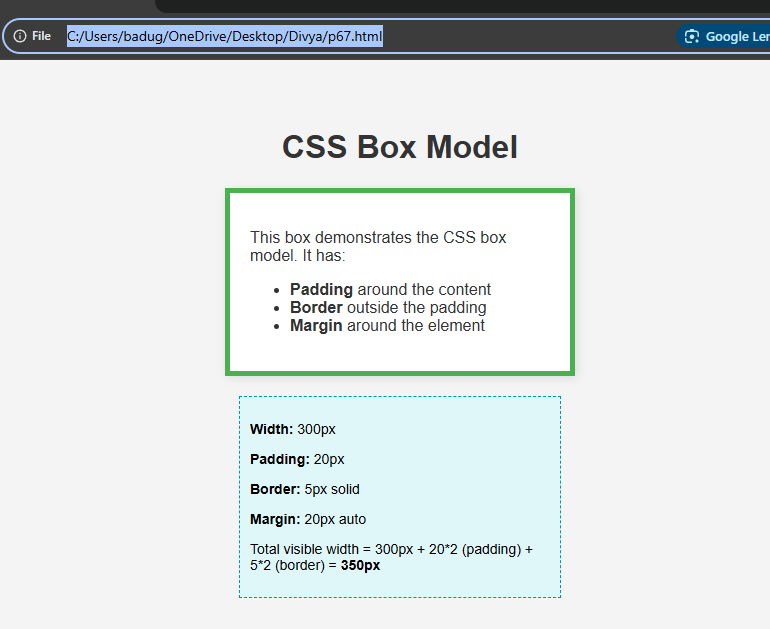 File C:/Users/badug/OneDrive/Desktop/Divya/p67.html Google Len
CSS Box Model
This box demonstrates the CSS box
model. It has:
• Padding around the content
• Border outside the padding
• Margin around the element
Width: 300px
Padding: 20px
Border: 5px solid
Margin: 20px auto
Total visible width = 300px + 20*2 (padding) +
5*2 (border) = 350px